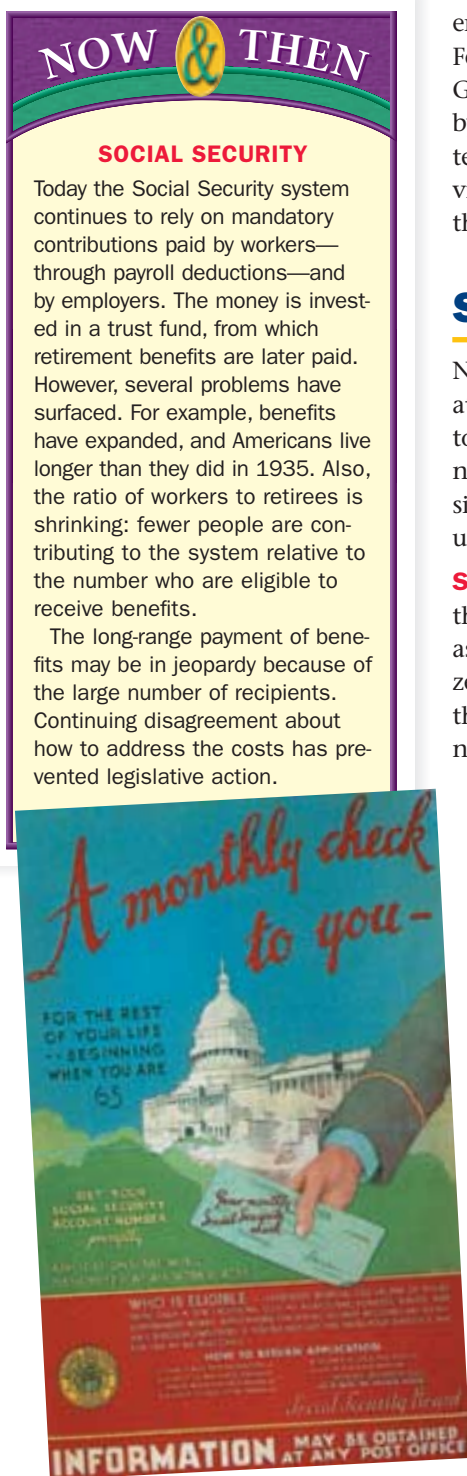 NOW & THEN
SOCIAL SECURITY
Today the Social Security system
continues to rely on mandatory
contributions paid by workers—
through payroll deductions—and
by employers. The money is invest-
ed in a trust fund, from which
retirement benefits are later paid.
However, several problems have
surfaced. For example, benefits
have expanded, and Americans live
longer than they did in 1935. Also,
the ratio of workers to retirees is
shrinking: fewer people are con-
tributing to the system relative to
the number who are eligible to
receive benefits.
The long-range payment of bene-
fits may be in jeopardy because of
the large number of recipients.
Continuing disagreement about
how to address the costs has pre-
vented legislative action.
A monthly check
to you–
FOR THE REST
OF YOUR LIFE
-- BEGINNING
WHEN YOU ARE
65
GET YOUR
SOCIAL SECURITY
ACCOUNT NUMBER
promptly
Your monthly
Social Security
check
WHO IS ELIGIBLE
HOW TO RETURN APPLICATION
Social Security Board
INFORMATION MAY BE OBTAINED
AT ANY POST OFFICE